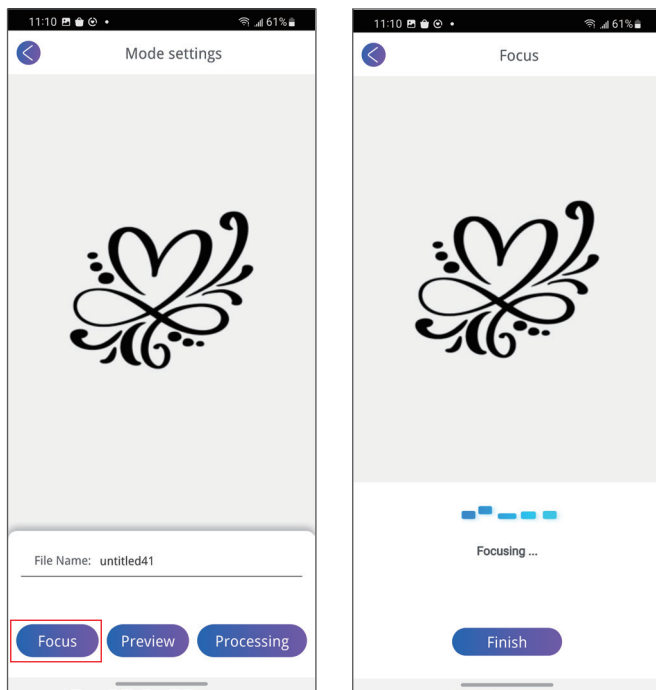 11:10 61%
Mode settings
File Name: untitled41
Focus Preview Processing
11:10 61%
Focus
Focusing ...
Finish